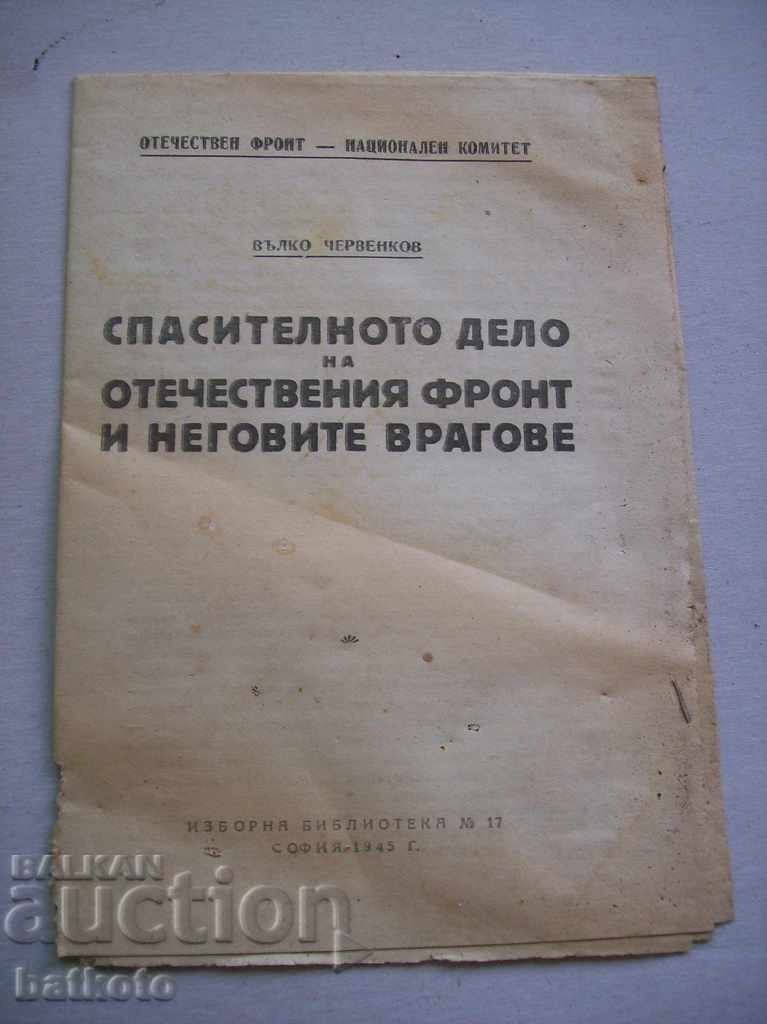 ОТЕЧЕСТВЕН ФРОНТ — НАЦИОНАЛЕН КОМИТЕТ
ВЪЛКО ЧЕРВЕНКОВ
СПАСИТЕЛНОТО ДЕЛО
НА
ОТЕЧЕСТВЕНИЯ ФРОНТ
И НЕГОВИТЕ ВРАГОВЕ
ИЗБОРНА БИБЛИОТЕКА № 17
СОФИЯ-1945 Г.
BALKAN
auction
batkoto